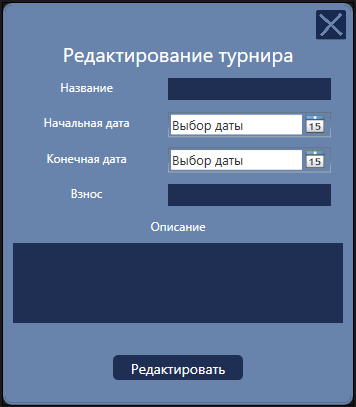 Редактирование турнира
Название
Начальная дата
Выбор даты
15
Конечная дата
Выбор даты
15
Взнос
Описание
Редактировать